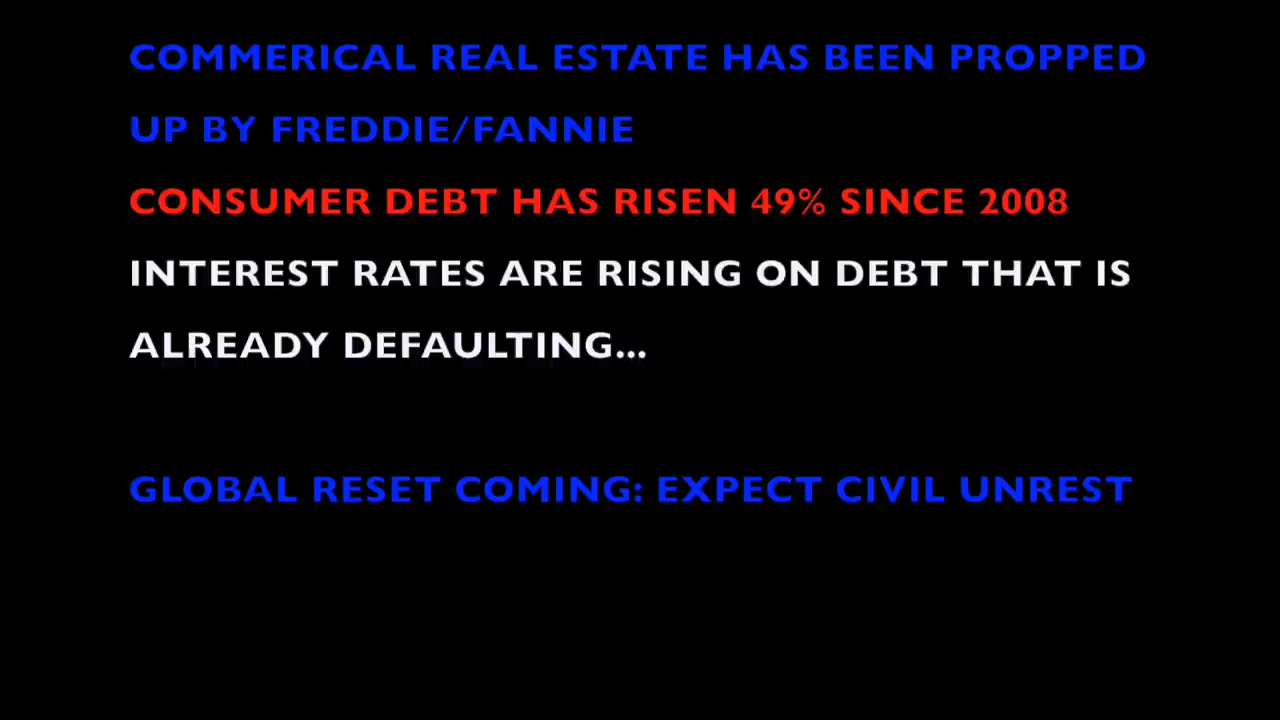 COMMERICAL REAL ESTATE HAS BEEN PROPPED
UP BY FREDDIE/FANNIE
CONSUMER DEBT HAS RISEN 49% SINCE 2008
INTEREST RATES ARE RISING ON DEBT THAT IS
ALREADY DEFAULTING...
GLOBAL RESET COMING: EXPECT CIVIL UNREST